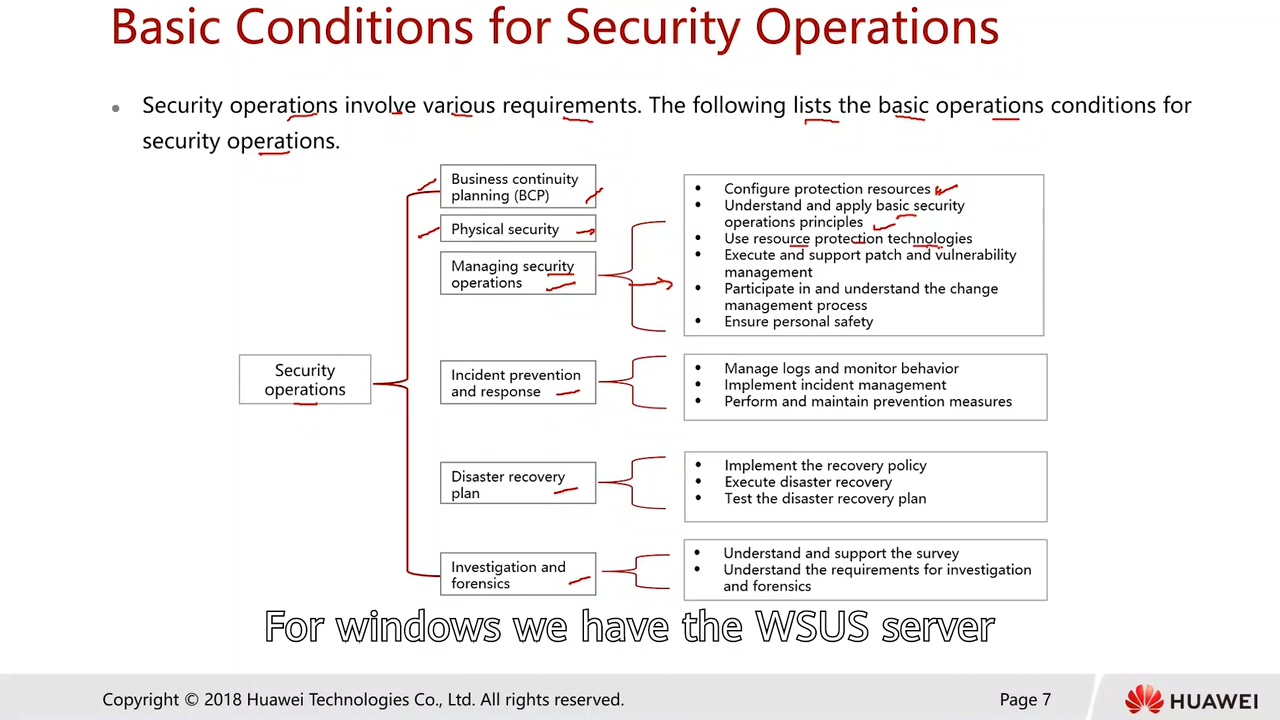 Basic Conditions for Security Operations
• Security operations involve various requirements. The following lists the basic operations conditions for
security operations.
Security
operations
Business continuity
planning (BCP)
Physical security
Managing security
operations
• Configure protection resources
• Understand and apply basic security
operations principles
• Use resource protection technologies
• Execute and support patch and vulnerability
management
• Participate in and understand the change
management process
• Ensure personal safety
Incident prevention
and response
• Manage logs and monitor behavior
• Implement incident management
• Perform and maintain prevention measures
Disaster recovery
plan
• Implement the recovery policy
• Execute disaster recovery
• Test the disaster recovery plan
Investigation and
forensics
• Understand and support the survey
• Understand the requirements for investigation
and forensics
For windows we have the WSUS server
Copyright © 2018 Huawei Technologies Co., Ltd. All rights reserved.
Page 7
HUAWEI